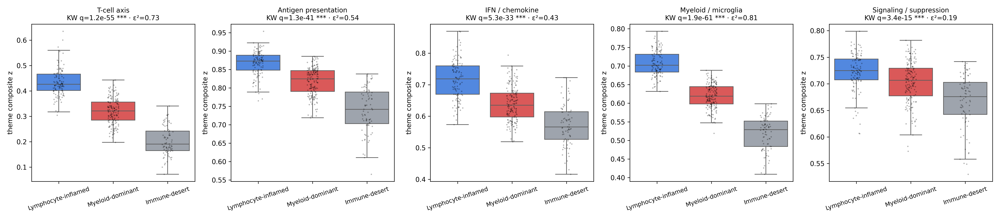 T-cell axis
KW q=1.2e-55 *** · ε²=0.73
theme composite z
0.6
0.5
0.4
0.3
0.2
0.1
Lymphocyte-inflamed
Myeloid-dominant
Immune-desert
Antigen presentation
KW q=1.3e-41 *** · ε²=0.54
theme composite z
0.95
0.90
0.85
0.80
0.75
0.70
0.65
0.60
0.55
Lymphocyte-inflamed
Myeloid-dominant
Immune-desert
IFN / chemokine
KW q=5.3e-33 *** · ε²=0.43
theme composite z
0.8
0.7
0.6
0.5
0.4
Lymphocyte-inflamed
Myeloid-dominant
Immune-desert
Myeloid / microglia
KW q=1.9e-61 *** · ε²=0.81
theme composite z
0.80
0.75
0.70
0.65
0.60
0.55
0.50
0.45
0.40
Lymphocyte-inflamed
Myeloid-dominant
Immune-desert
Signaling / suppression
KW q=3.4e-15 *** · ε²=0.19
theme composite z
0.80
0.75
0.70
0.65
0.60
0.55
Lymphocyte-inflamed
Myeloid-dominant
Immune-desert